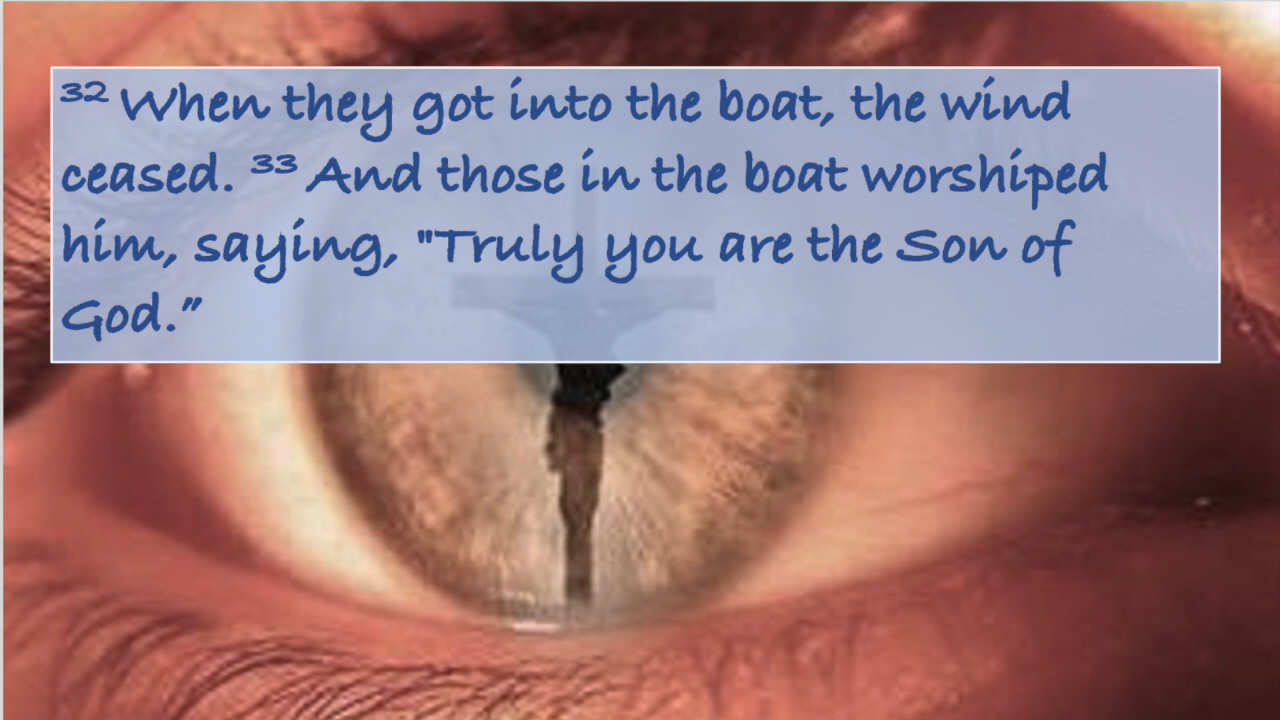 ³² When they got into the boat, the wind
ceased. ³³ And those in the boat worshiped
him, saying, "Truly you are the Son of
God.”